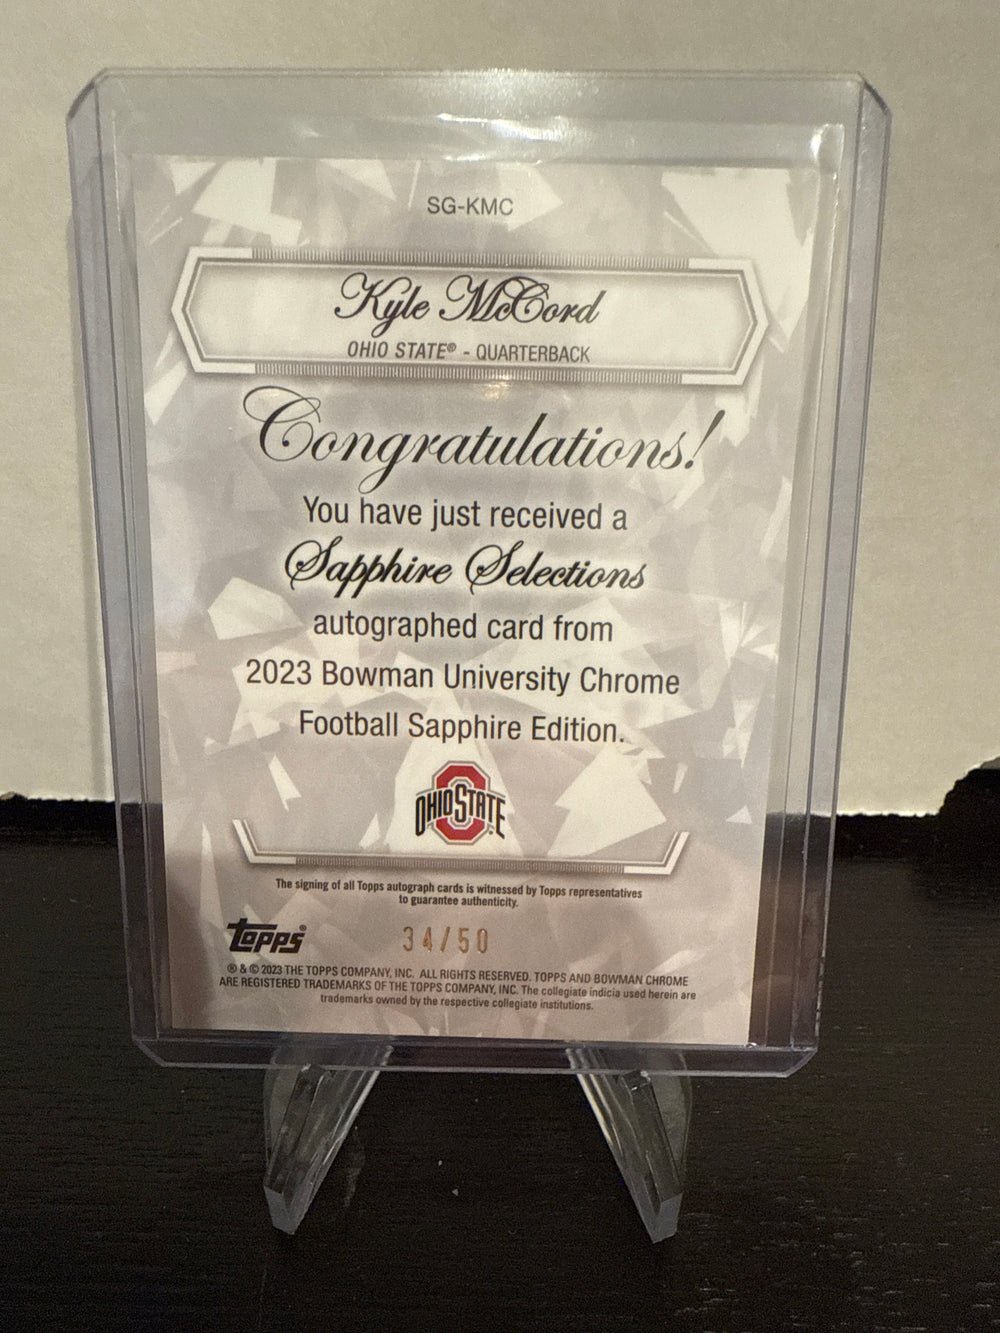 SG-KMC
Kyle McCord
OHIO STATE® - QUARTERBACK
Congratulations!
You have just received a
Sapphire Selections
autographed card from
2023 Bowman University Chrome
Football Sapphire Edition.
OHIO STATE
The signing of all Topps autograph cards is witnessed by Topps representatives
to guarantee authenticity.
Topps®
34/50
® & © 2023 THE TOPPS COMPANY, INC. ALL RIGHTS RESERVED. TOPPS AND BOWMAN CHROME
ARE REGISTERED TRADEMARKS OF THE TOPPS COMPANY, INC. The collegiate indicia used herein are
trademarks owned by the respective collegiate institutions.